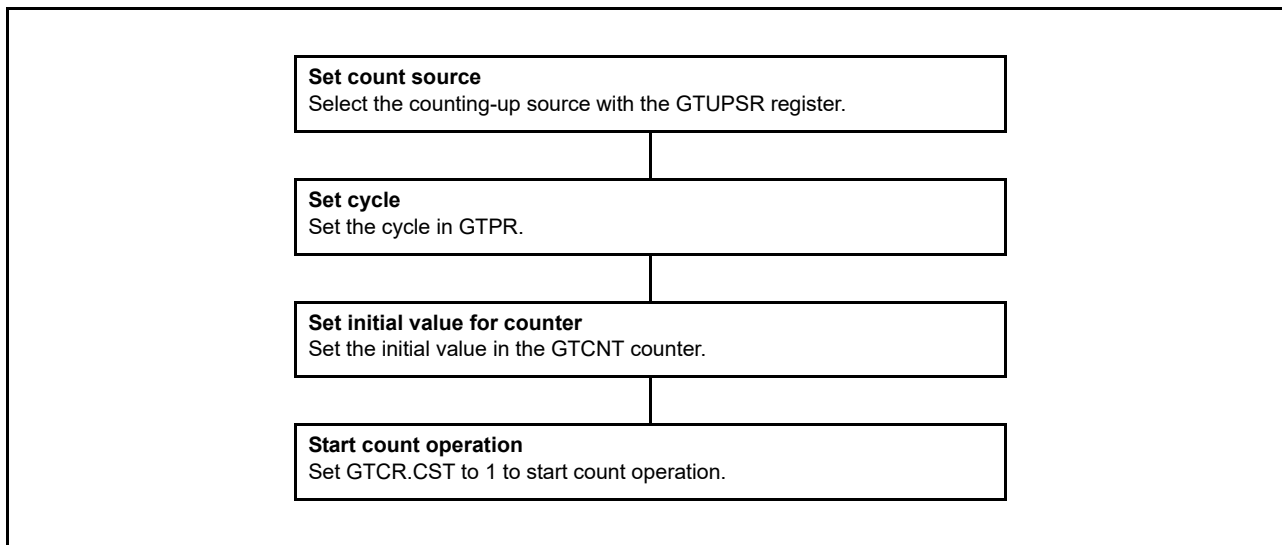 Set count source
Select the counting-up source with the GTUPSR register.
Set cycle
Set the cycle in GTPR.
Set initial value for counter
Set the initial value in the GTCNT counter.
Start count operation
Set GTCR.CST to 1 to start count operation.